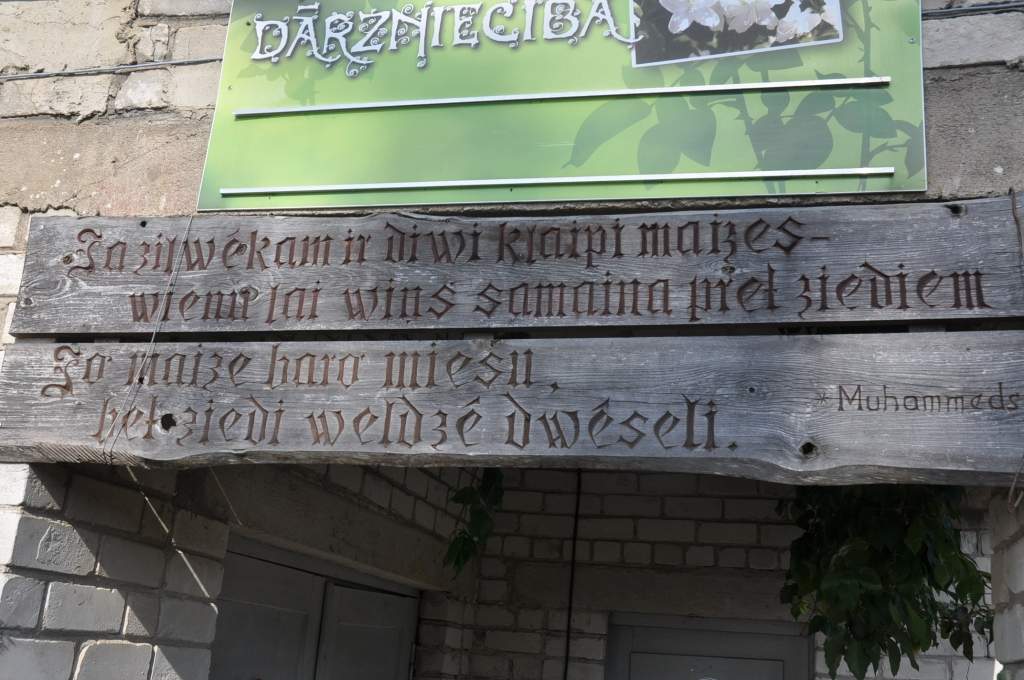 DĀRZNIECĪBA
Ja zilwēkam ir diwi klaipi maizes-
wienu lai wiņš samaina pret ziediem
Jo maize baro miesu,
bet ziedi weldzē dwēseli.
*Muhammeds